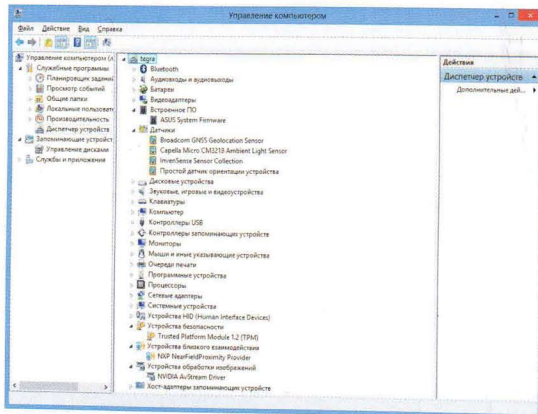 Управление компьютером
Файл Действие Вид Справка
Управление компьютером (л
Служебные программы
Планировщик заданий
Просмотр событий
Общие папки
Локальные пользоват
Производительность
Диспетчер устройств
Запоминающие устройст
Управление дисками
Службы и приложения
tegra
Bluetooth
Аудиовходы и аудиовыходы
Батареи
Видеоадаптеры
Встроенное ПО
ASUS System Firmware
Датчики
Broadcom GNSS Geolocation Sensor
Capella Micro CM3218 Ambient Light Sensor
InvenSense Sensor Collection
Простой датчик ориентации устройства
Дисковые устройства
Звуковые, игровые и видеоустройства
Клавиатуры
Компьютер
Контроллеры USB
Контроллеры запоминающих устройств
Мониторы
Мыши и иные указывающие устройства
Очереди печати
Программные устройства
Процессоры
Сетевые адаптеры
Системные устройства
Устройства HID (Human Interface Devices)
Устройства безопасности
Trusted Platform Module 1.2 (TPM)
Устройства близкого взаимодействия
NXP NearFieldProximity Provider
Устройства обработки изображений
NVIDIA AvStream Driver
Хост-адаптеры запоминающих устройств
Действия
Диспетчер устройств
Дополнительные дей...